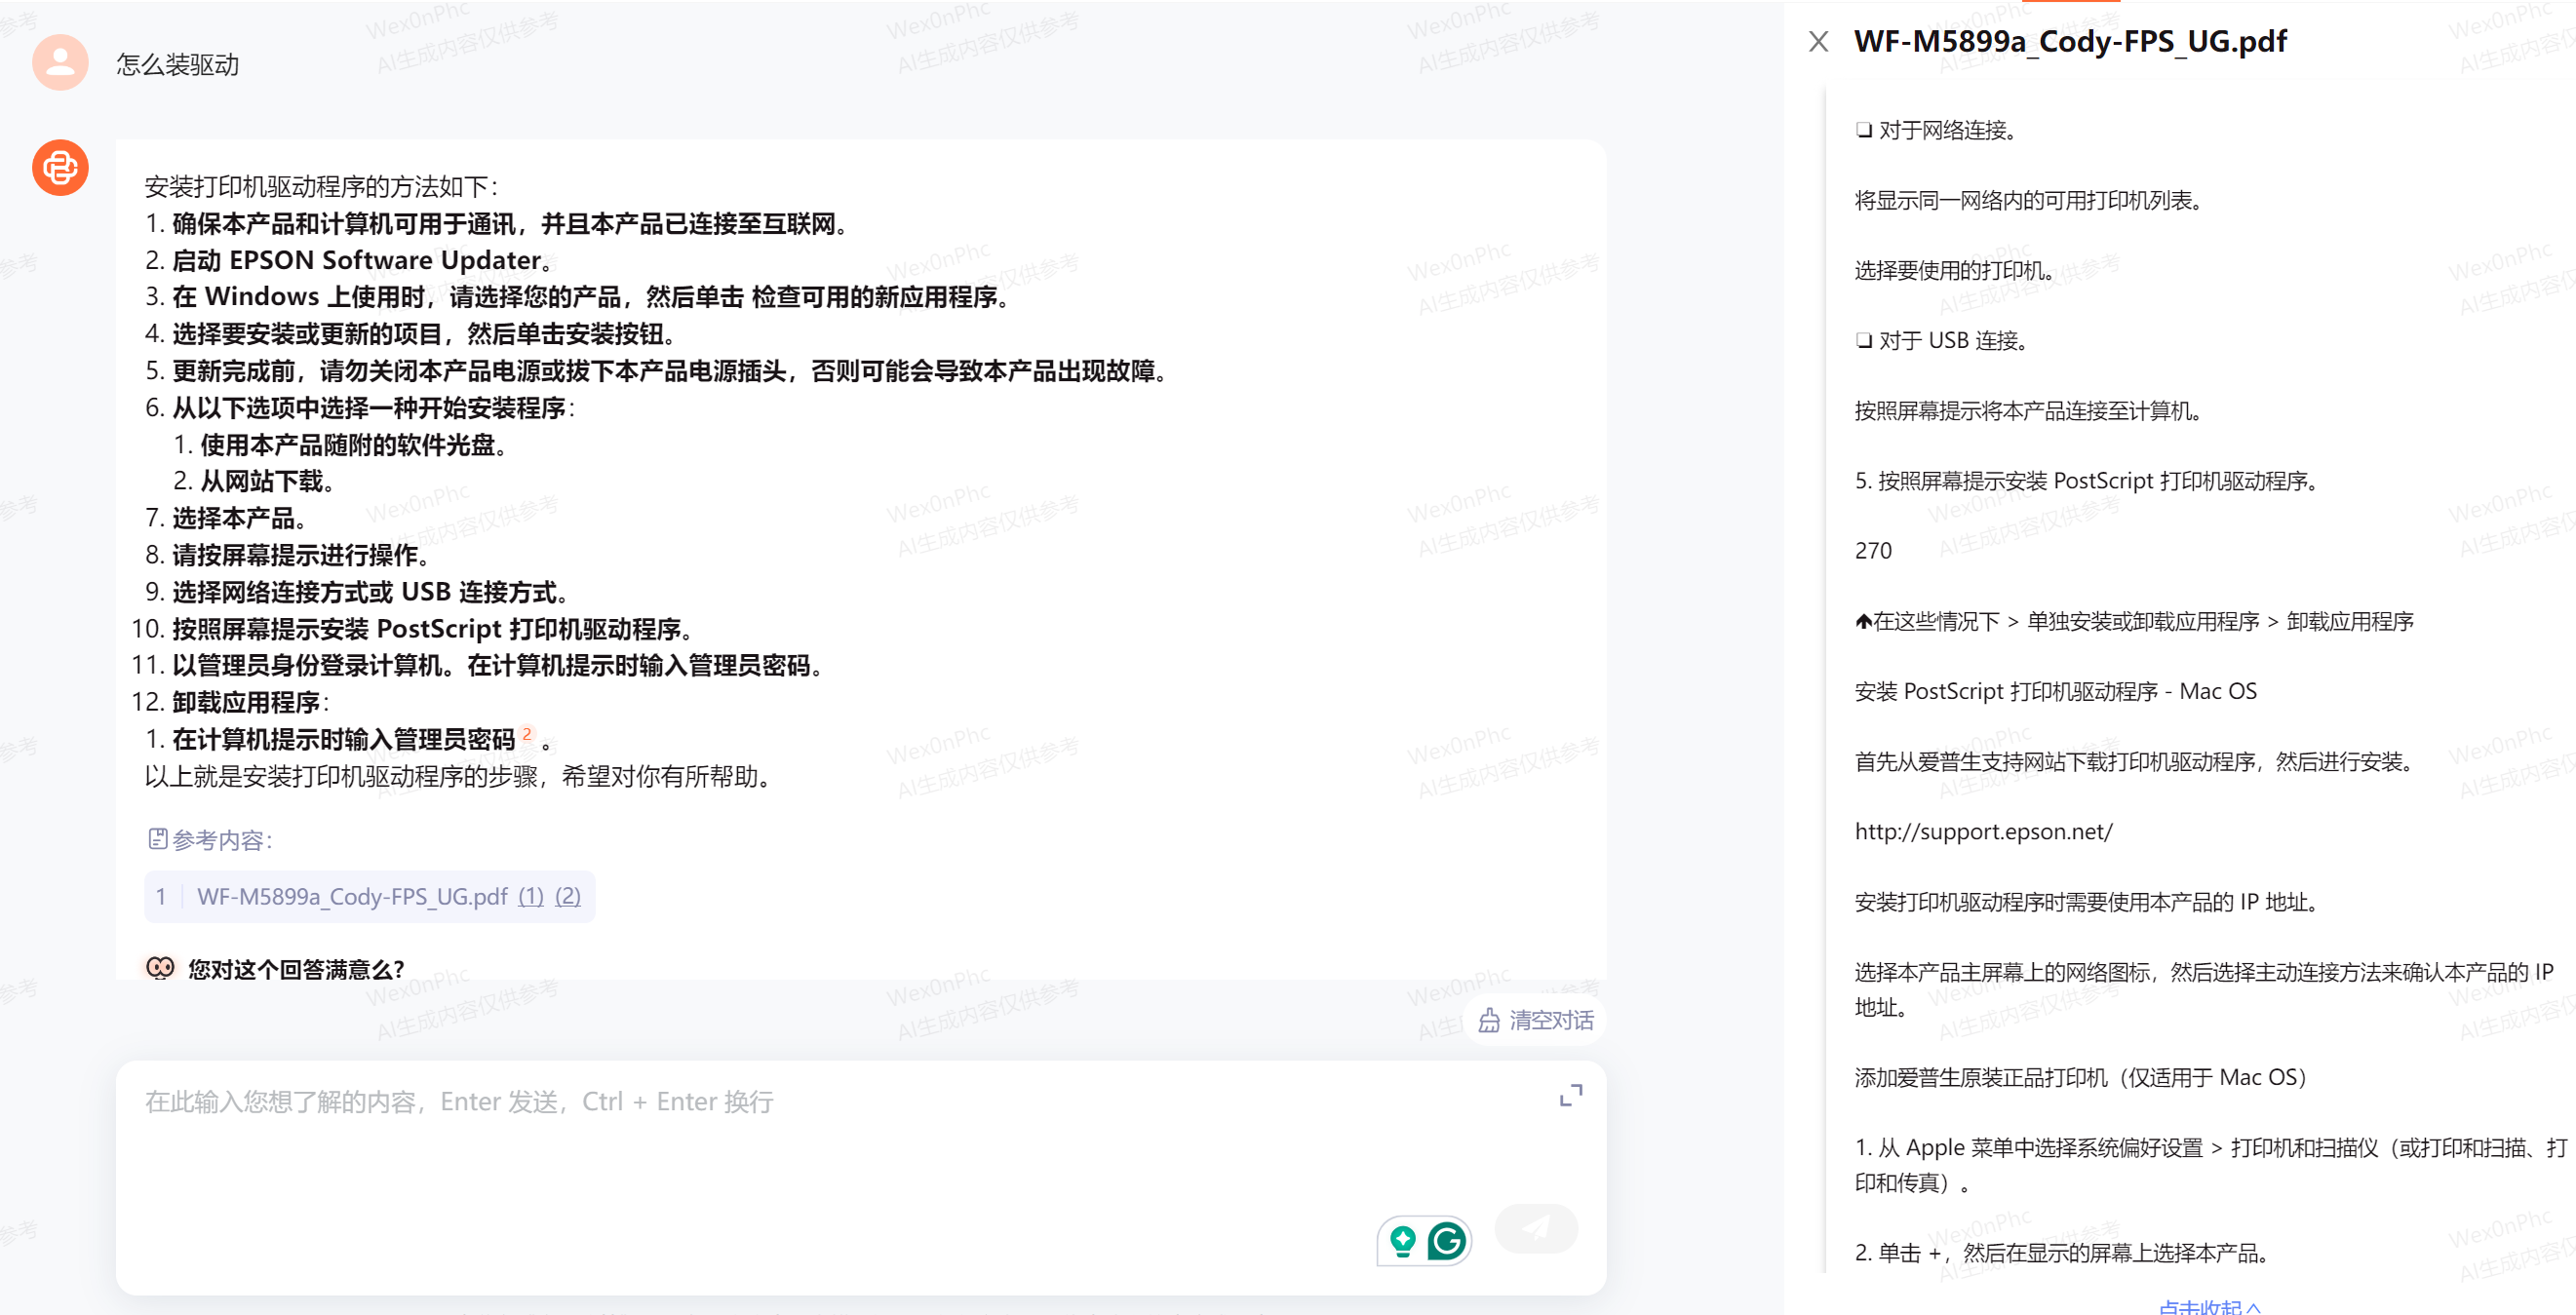 怎么装驱动
安装打印机驱动程序的方法如下：
1. 确保本产品和计算机可用于通讯，并且本产品已连接至互联网。
2. 启动 EPSON Software Updater。
3. 在 Windows 上使用时，请选择您的产品，然后单击 检查可用的新应用程序。
4. 选择要安装或更新的项目，然后单击安装按钮。
5. 更新完成前，请勿关闭本产品电源或拔下本产品电源插头，否则可能会导致本产品出现故障。
6. 从以下选项中选择一种开始安装程序：
1. 使用本产品随附的软件光盘。
2. 从网站下载。
7. 选择本产品。
8. 请按屏幕提示进行操作。
9. 选择网络连接方式或 USB 连接方式。
10. 按照屏幕提示安装 PostScript 打印机驱动程序。
11. 以管理员身份登录计算机。在计算机提示时输入管理员密码。
12. 卸载应用程序：
1. 在计算机提示时输入管理员密码 2 。
以上就是安装打印机驱动程序的步骤，希望对你有所帮助。
参考内容：
1 WF-M5899a_Cody-FPS_UG.pdf (1) (2)
您对这个回答满意么?
清空对话
在此输入您想了解的内容，Enter 发送，Ctrl + Enter 换行
X WF-M5899a_Cody-FPS_UG.pdf
❏ 对于网络连接。
将显示同一网络内的可用打印机列表。
选择要使用的打印机。
❏ 对于 USB 连接。
按照屏幕提示将本产品连接至计算机。
5. 按照屏幕提示安装 PostScript 打印机驱动程序。
270
在这些情况下 > 单独安装或卸载应用程序 > 卸载应用程序
安装 PostScript 打印机驱动程序 - Mac OS
首先从爱普生支持网站下载打印机驱动程序，然后进行安装。
http://support.epson.net/
安装打印机驱动程序时需要使用本产品的 IP 地址。
选择本产品主屏幕上的网络图标，然后选择主动连接方法来确认本产品的 IP
地址。
添加爱普生原装正品打印机（仅适用于 Mac OS）
1. 从 Apple 菜单中选择系统偏好设置 > 打印机和扫描仪（或打印和扫描、打
印和传真）。
2. 单击 +，然后在显示的屏幕上选择本产品。
点击收起
Wex0nPhc
AI生成内容仅供参考